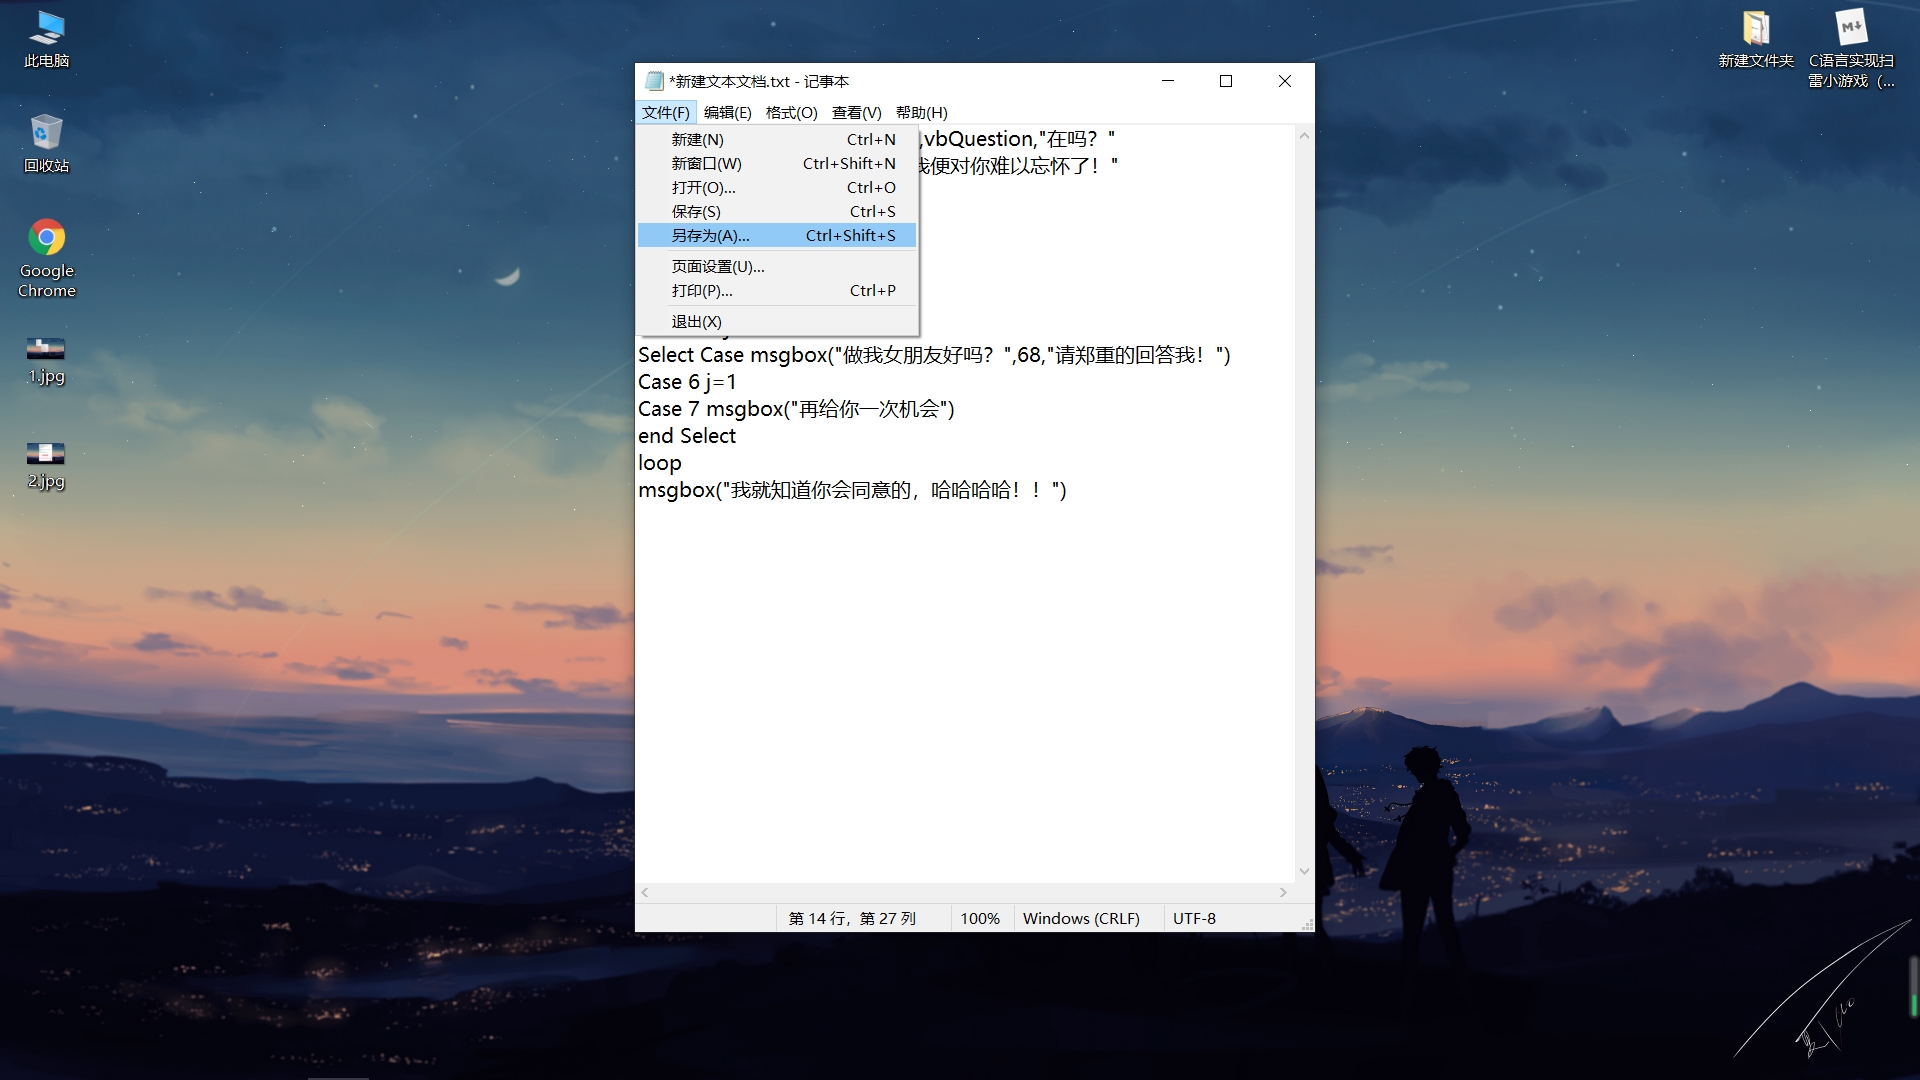 此电脑
回收站
Google
Chrome
1.jpg
2.jpg
新建文件夹
C语言实现扫
雷小游戏（...
M
*新建文本文档.txt - 记事本
文件(F) 编辑(E) 格式(O) 查看(V) 帮助(H)
新建(N) Ctrl+N
新窗口(W) Ctrl+Shift+N
打开(O)... Ctrl+O
保存(S) Ctrl+S
另存为(A)... Ctrl+Shift+S
页面设置(U)...
打印(P)... Ctrl+P
退出(X)
,vbQuestion,"在吗？"
我便对你难以忘怀了！"
Select Case msgbox("做我女朋友好吗？",68,"请郑重的回答我！")
Case 6 j=1
Case 7 msgbox("再给你一次机会")
end Select
loop
msgbox("我就知道你会同意的，哈哈哈哈！！")
第 14 行，第 27 列 100% Windows (CRLF) UTF-8